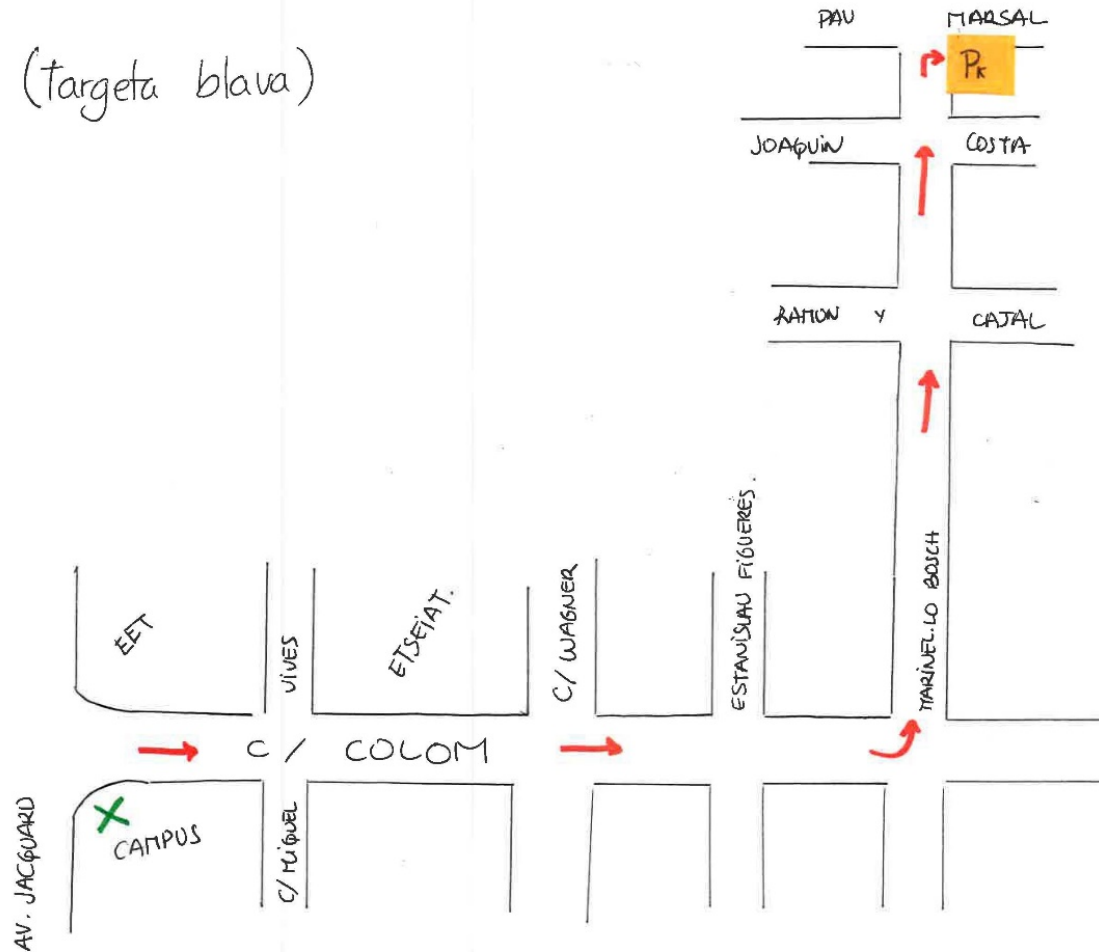 PAU MARSAL
(Targeta blava)
PK
JOAQUIN COSTA
RAMON Y CAJAL
MARINEL.LO BOSCH
ESTANISLAU FIGUERES.
C/ WAGNER
ETSEIAT.
EET
VIVES
C/ COLOM
C/ MIQUEL
CAMPUS
AV. JACQUARD